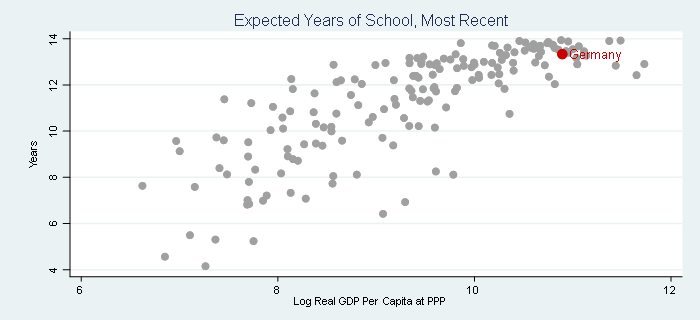 Expected Years of School, Most Recent
14
12
10
8
6
4
Years
Germany
6
8
10
12
Log Real GDP Per Capita at PPP